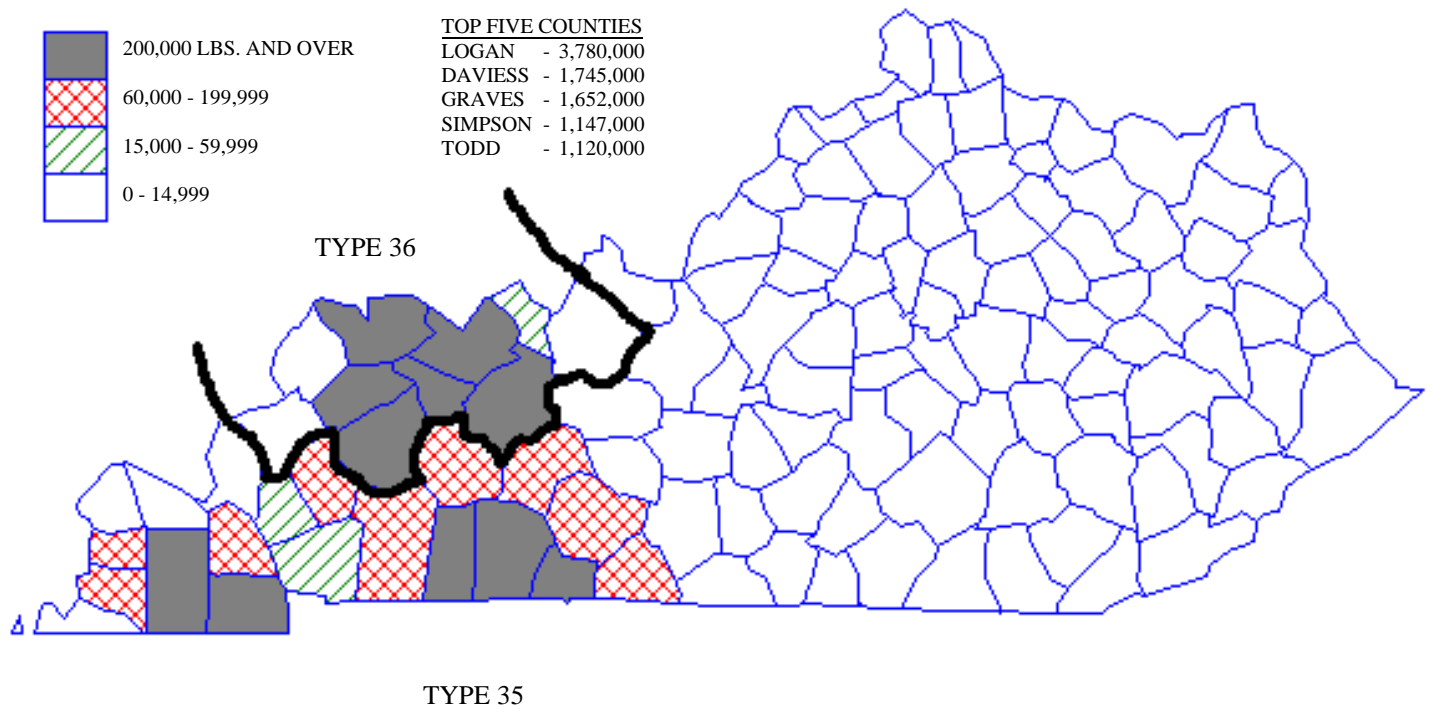 200,000 LBS. AND OVER
60,000 - 199,999
15,000 - 59,999
0 - 14,999
TOP FIVE COUNTIES
LOGAN - 3,780,000
DAVIESS - 1,745,000
GRAVES - 1,652,000
SIMPSON - 1,147,000
TODD - 1,120,000
TYPE 36
TYPE 35